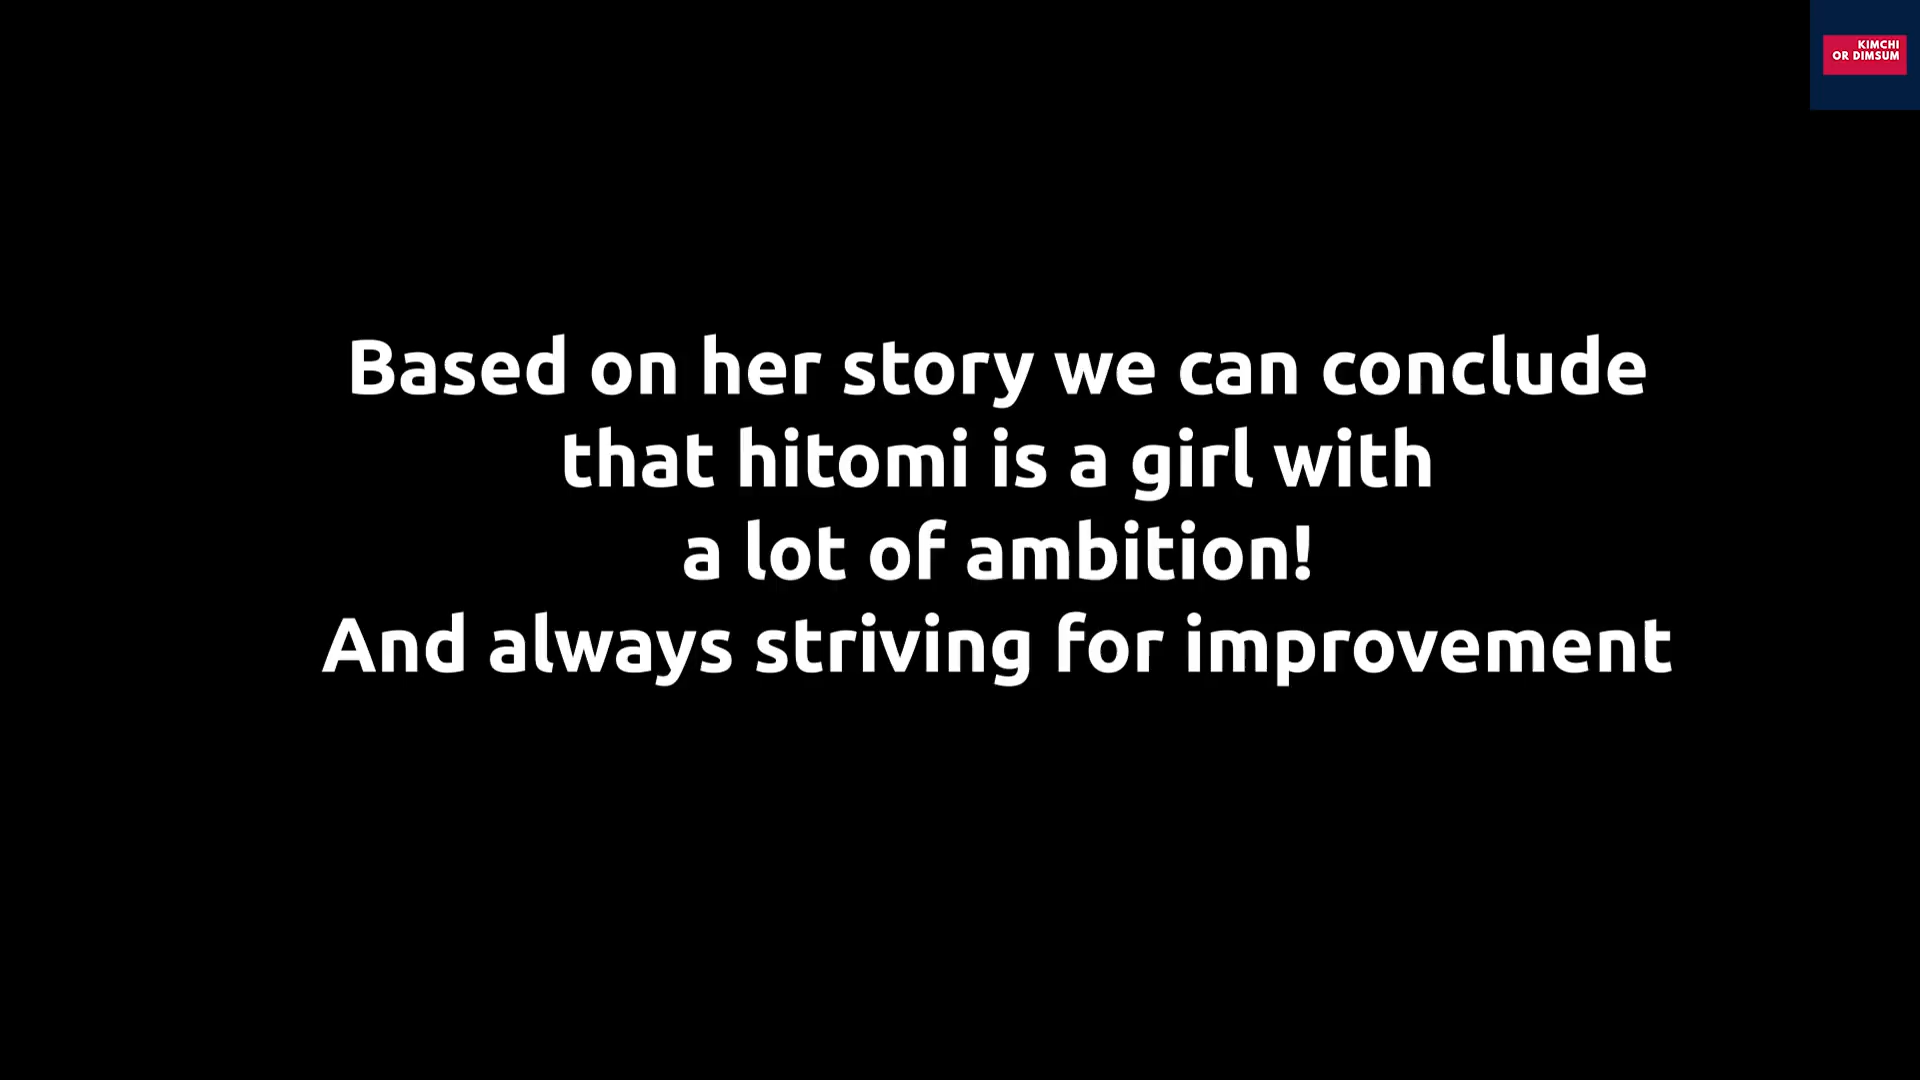 KIMCHI
OR DIMSUM
Based on her story we can conclude
that hitomi is a girl with
a lot of ambition!
And always striving for improvement